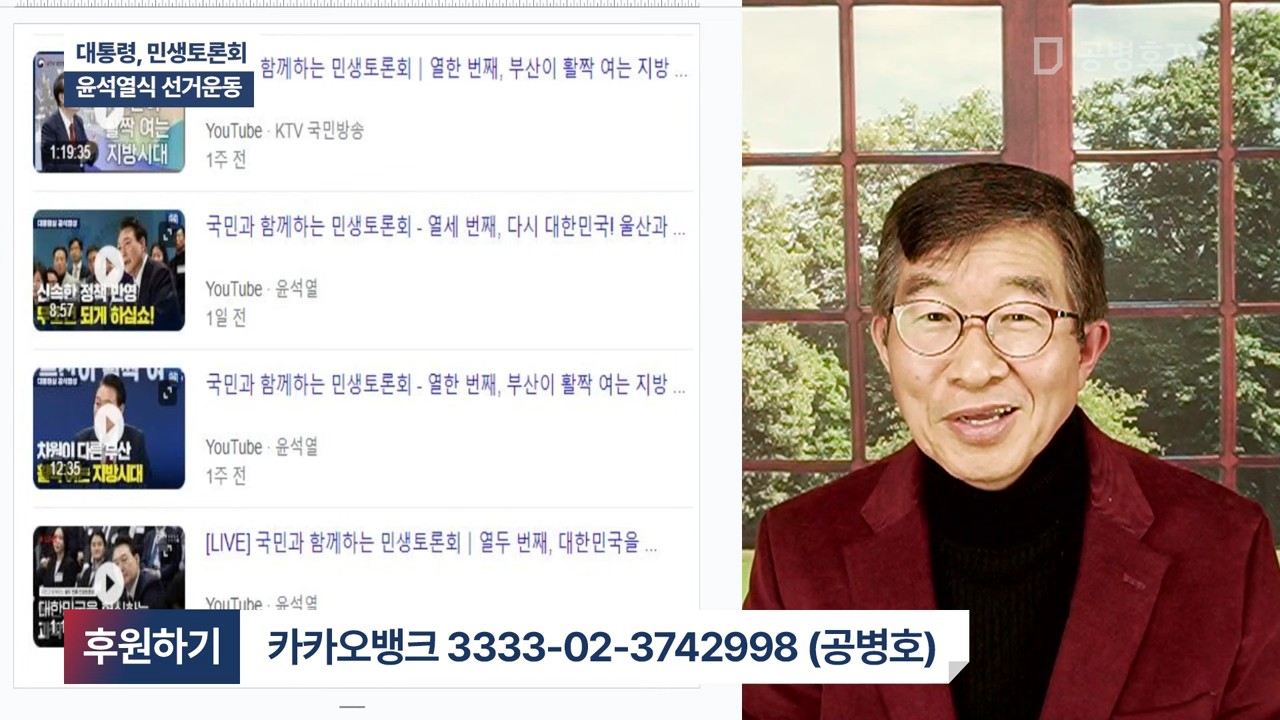 대통령, 민생토론회
윤석열식 선거운동
함께하는 민생토론회 | 열한 번째, 부산이 활짝 여는 지방 ...
YouTube · KTV 국민방송
1주 전
활짝 여는
지방시대
1:19:35
국민과 함께하는 민생토론회 - 열세 번째, 다시 대한민국! 울산과 ...
YouTube · 윤석열
1일 전
신속한 정책 반영
되게 하십쇼!
8:57
국민과 함께하는 민생토론회 - 열한 번째, 부산이 활짝 여는 지방 ...
YouTube · 윤석열
1주 전
차원이 다른 부산
지방시대
12:35
[LIVE] 국민과 함께하는 민생토론회 | 열두 번째, 대한민국을 ...
YouTube · 윤석열
후원하기
카카오뱅크 3333-02-3742998 (공병호)
공병호TV